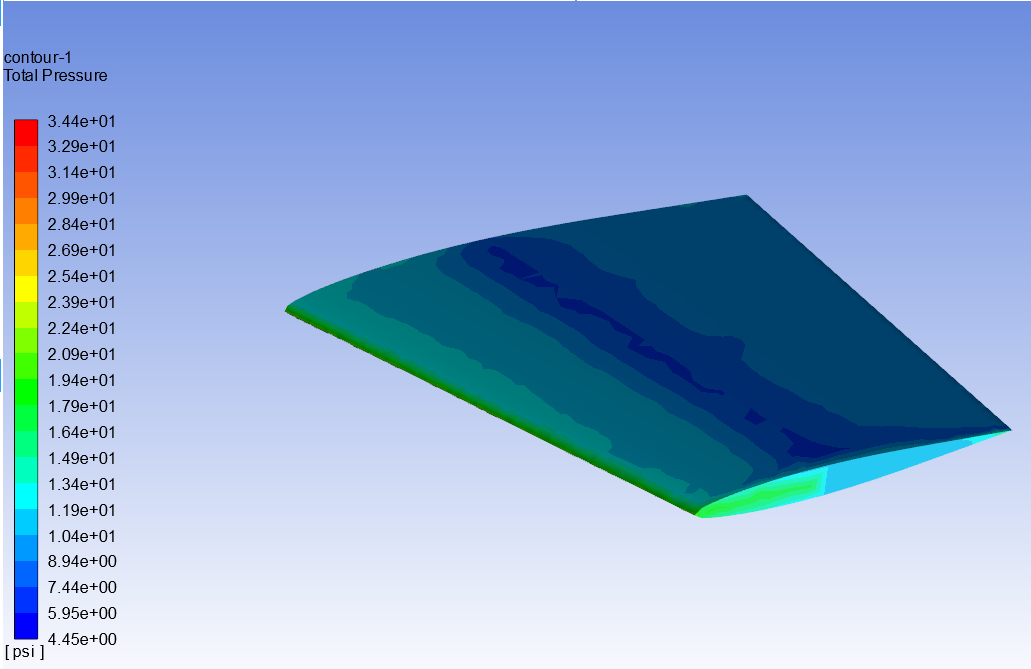 contour-1
Total Pressure
3.44e+01
3.29e+01
3.14e+01
2.99e+01
2.84e+01
2.69e+01
2.54e+01
2.39e+01
2.24e+01
2.09e+01
1.94e+01
1.79e+01
1.64e+01
1.49e+01
1.34e+01
1.19e+01
1.04e+01
8.94e+00
7.44e+00
5.95e+00
4.45e+00
[ psi ]